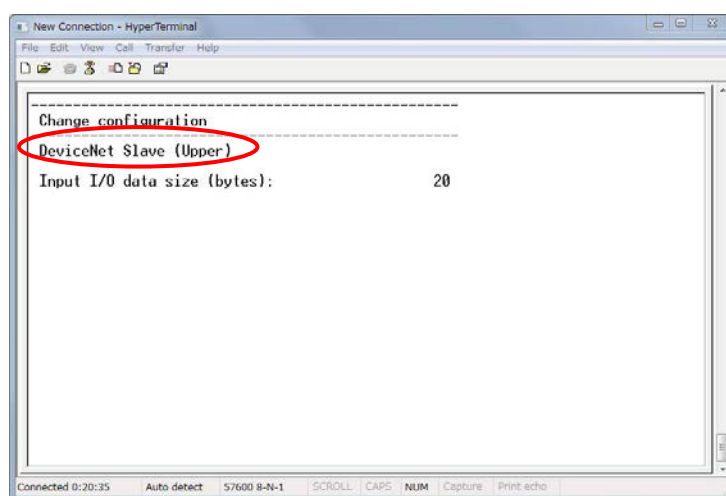 New Connection - HyperTerminal
File Edit View Call Transfer Help
Change configuration
DeviceNet Slave (Upper)
Input I/O data size (bytes): 20
Connected 0:20:35 Auto detect 57600 8-N-1 SCROLL CAPS NUM Capture Print echo